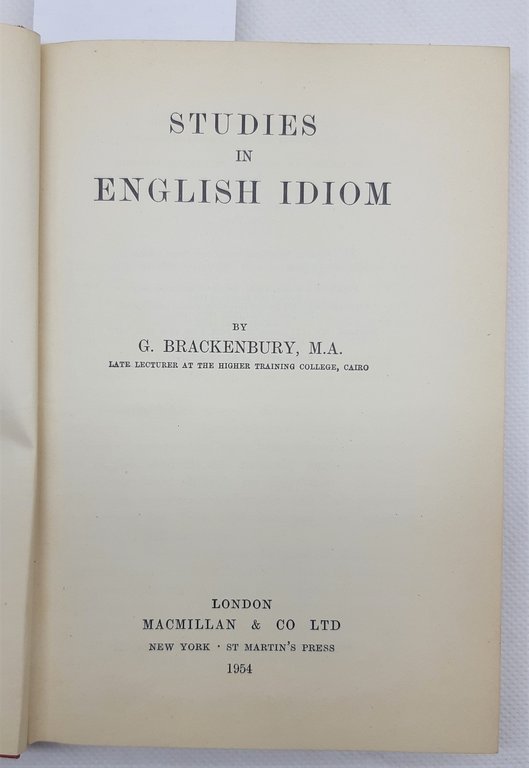 STUDIES
IN
ENGLISH IDIOM
BY
G. BRACKENBURY, M.A.
LATE LECTURER AT THE HIGHER TRAINING COLLEGE, CAIRO
LONDON
MACMILLAN & CO LTD
NEW YORK · ST MARTIN'S PRESS
1954